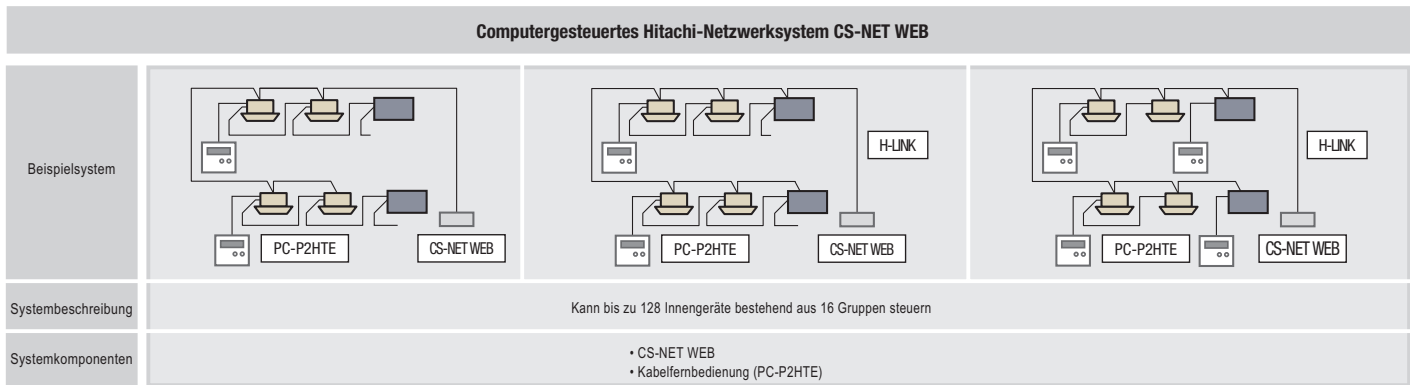 Computergesteuertes Hitachi-Netzwerksystem CS-NET WEB
Beispielsystem
PC-P2HTE
CS-NET WEB
H-LINK
PC-P2HTE
CS-NET WEB
H-LINK
PC-P2HTE
CS-NET WEB
Systembeschreibung
Kann bis zu 128 Innengeräte bestehend aus 16 Gruppen steuern
Systemkomponenten
• CS-NET WEB
• Kabelfernbedienung (PC-P2HTE)